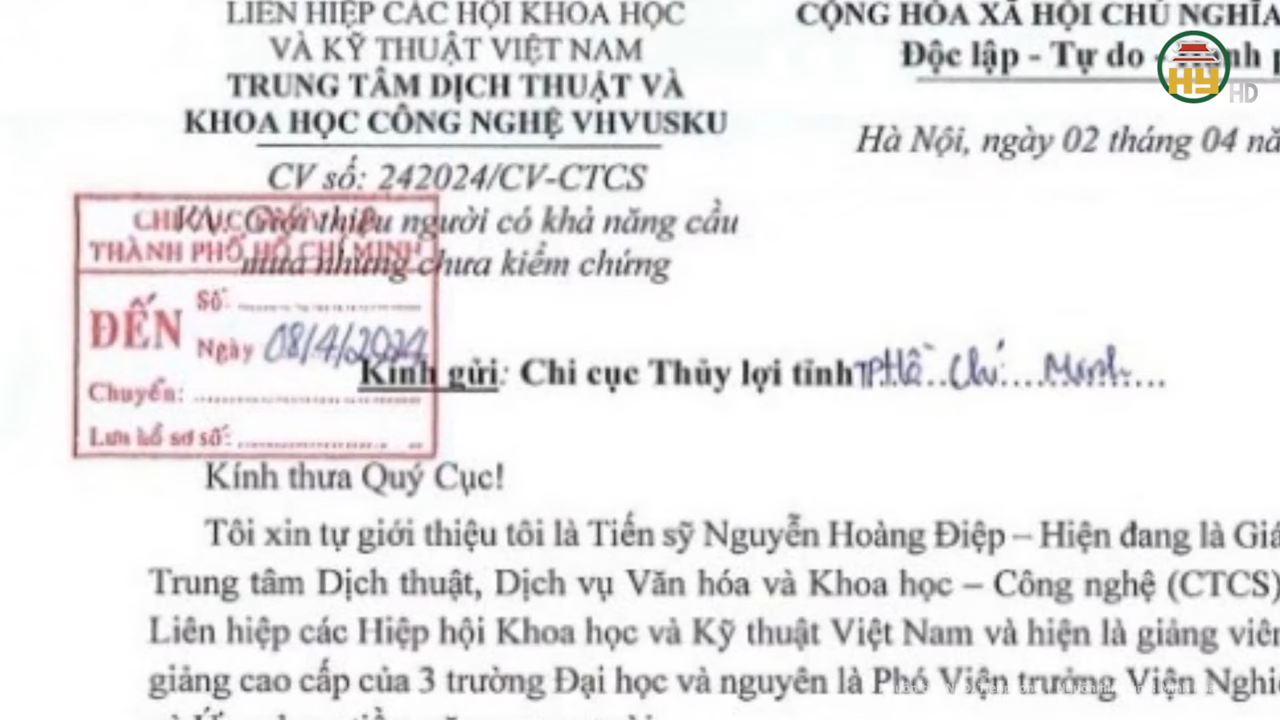 LIÊN HIỆP CÁC HỘI KHOA HỌC
VÀ KỸ THUẬT VIỆT NAM
TRUNG TÂM DỊCH THUẬT VÀ
KHOA HỌC CÔNG NGHỆ VHVUSKU
CV số: 242024/CV-CTCS
Giới thiệu người có khả năng cầu
mưa nhưng chưa kiểm chứng
CỘNG HÒA XÃ HỘI CHỦ NGHĨA
Độc lập - Tự do -
HY HD
Hà Nội, ngày 02 tháng 04
THÀNH PHỐ HỒ CHÍ MINH
ĐẾN
Số:
Ngày 08/4/2024
Chuyển:
Lưu hồ sơ số:
Kính gửi: Chi cục Thủy lợi tỉnh TP Hồ Chí Minh
Kính thưa Quý Cục!
Tôi xin tự giới thiệu tôi là Tiến sỹ Nguyễn Hoàng Điệp – Hiện đang là
Trung tâm Dịch thuật, Dịch vụ Văn hóa và Khoa học – Công nghệ (CTCS)
Liên hiệp các Hiệp hội Khoa học và Kỹ thuật Việt Nam và hiện là giảng viên
giảng cao cấp của 3 trường Đại học và nguyên là Phó Viện trưởng Viện